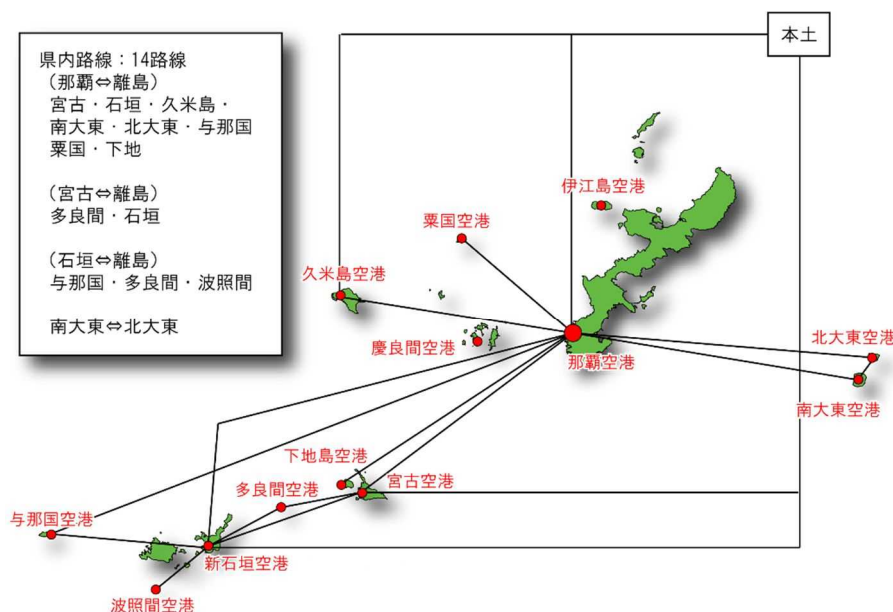 県内路線：14路線
（那覇⇔離島）
宮古・石垣・久米島・
南大東・北大東・与那国
粟国・下地
（宮古⇔離島）
多良間・石垣
（石垣⇔離島）
与那国・多良間・波照間
南大東⇔北大東
本土
伊江島空港
粟国空港
久米島空港
慶良間空港
那覇空港
北大東空港
南大東空港
下地島空港
宮古空港
多良間空港
与那国空港
新石垣空港
波照間空港